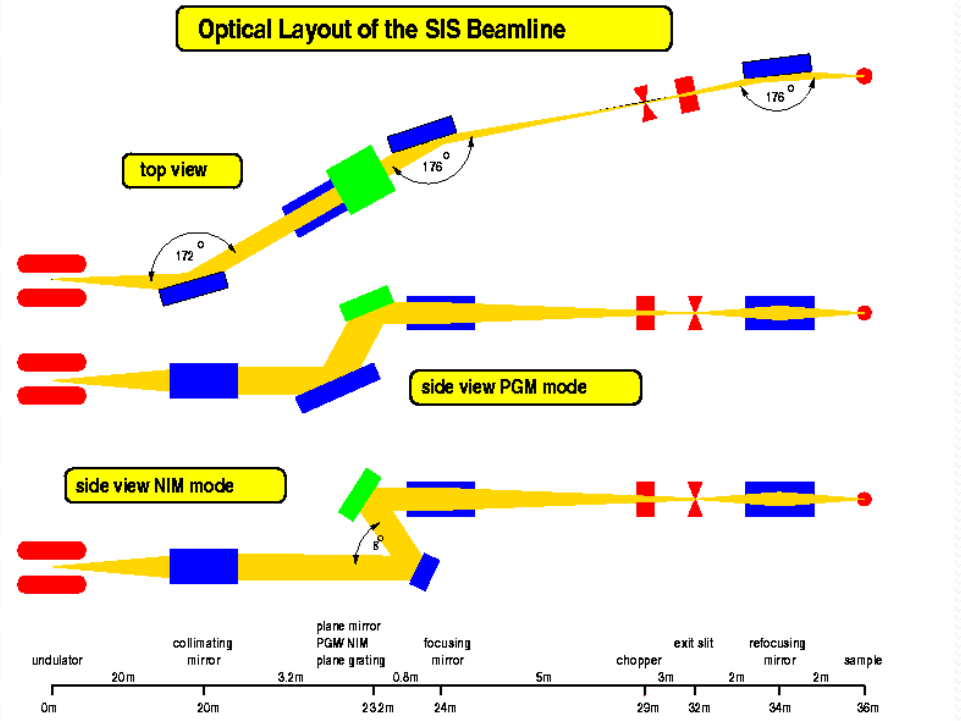 Optical Layout of the SIS Beamline
176°
176°
top view
172°
side view PGM mode
side view NIM mode
8°
plane mirror
collimating PGM/ NIM focusing exit slit refocusing
undulator mirror plane grating mirror chopper mirror sample
20m 3.2m 0.8m 5m 3m 2m 2m
0m 20m 23.2m 24m 29m 32m 34m 36m